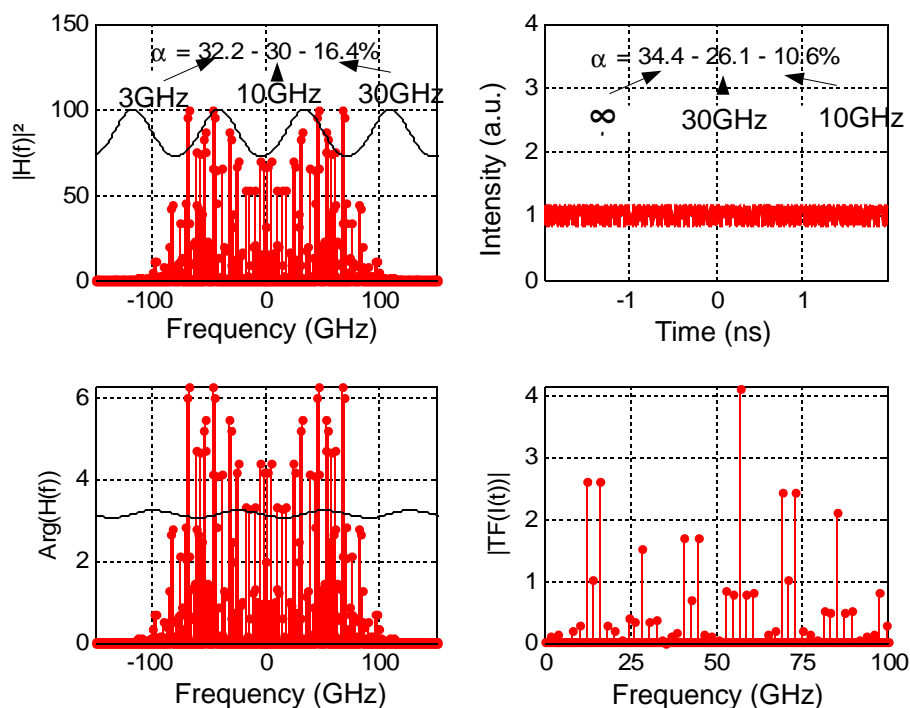 150
α = 32.2 - 30 - 16.4%
3GHz 10GHz 30GHz
100
50
0
|H(f)|²
-100 0 100
Frequency (GHz)
4
α = 34.4 - 26.1 - 10.6%
3
-∞ 30GHz 10GHz
2
1
0
Intensity (a.u.)
-1 0 1
Time (ns)
6
4
2
0
Arg(H(f))
-100 0 100
Frequency (GHz)
4
3
2
1
0
|TF(I(t))|
0 25 50 75 100
Frequency (GHz)